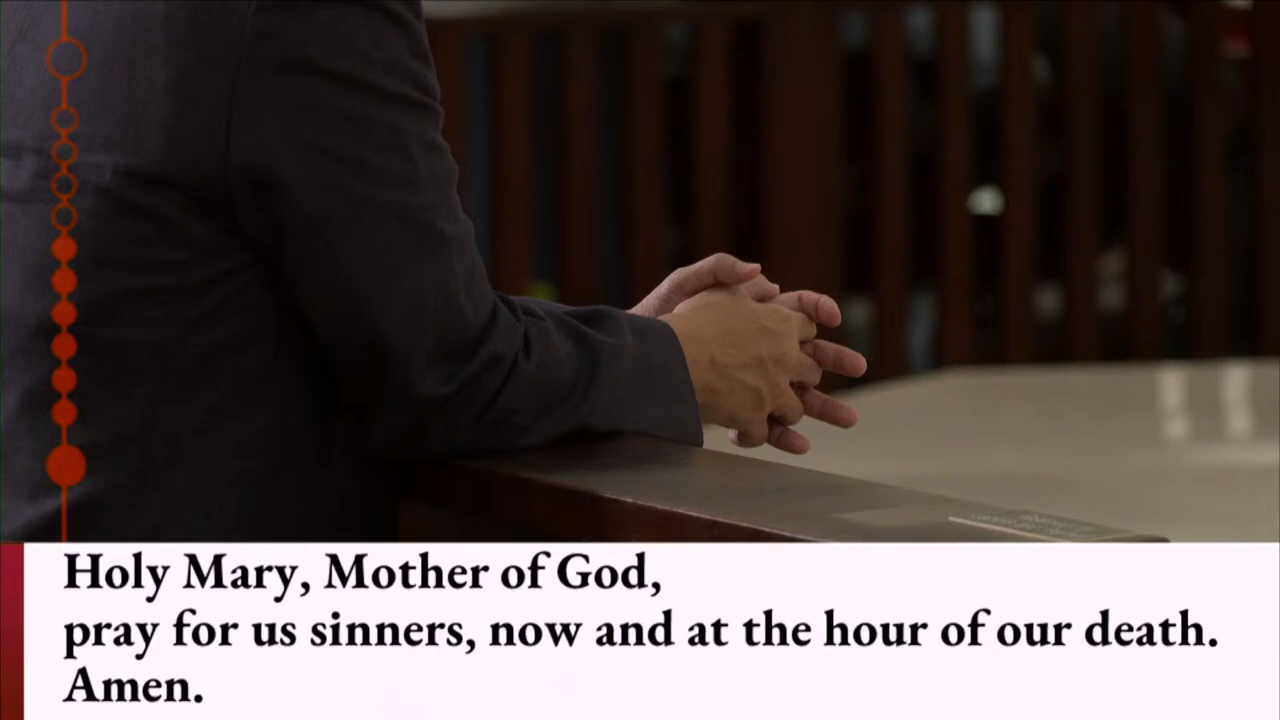 Holy Mary, Mother of God,
pray for us sinners, now and at the hour of our death.
Amen.